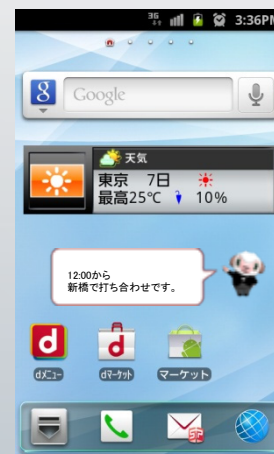 3G
3:36PM
8
Google
天気
東京 7日
最高25℃ 10%
12:00から
新橋で打ち合わせです。
d
d
dメニュー
dマーケット
マーケット
SP